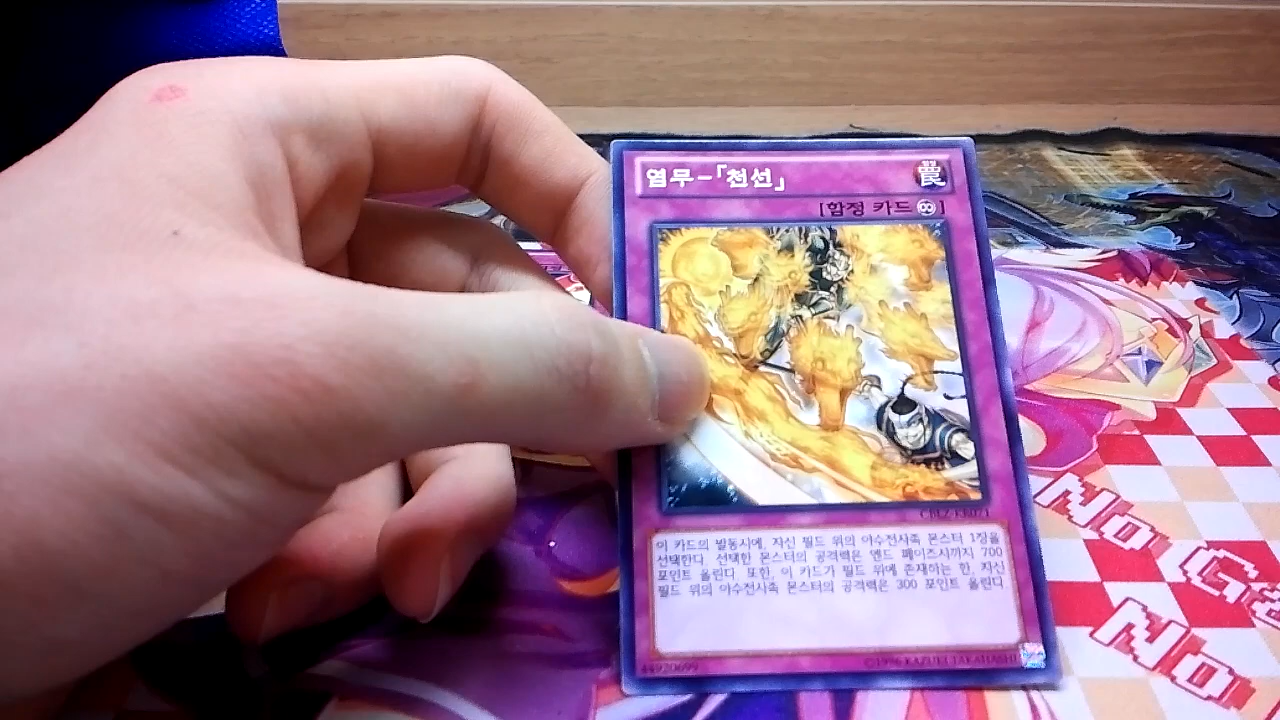 염무-「천선」
함정
罠
[함정 카드 ♾]
CBLZ-KR071
이 카드의 발동시에, 자신 필드 위의 야수전사족 몬스터 1장을
선택한다. 선택한 몬스터의 공격력은 엔드 페이즈시까지 700
포인트 올린다. 또한, 이 카드가 필드 위에 존재하는 한, 자신
필드 위의 야수전사족 몬스터의 공격력은 300 포인트 올린다.
44920699
©1996 KAZUKI TAKAHASHI
No Ga
No